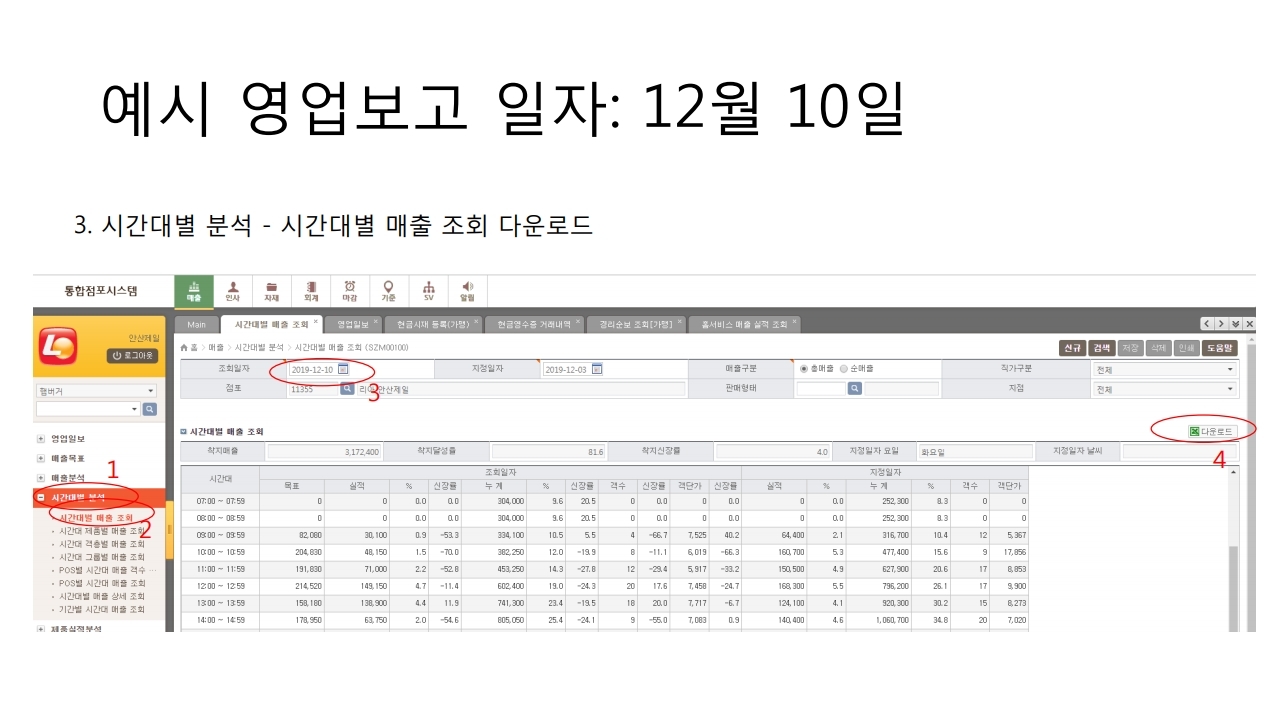 예시 영업보고 일자: 12월 10일
3. 시간대별 분석 - 시간대별 매출 조회 다운로드
통합점포시스템
매출 인사 자재 회계 마감 기준 SV 알림
Main 시간대별 매출 조회 영업일보 현금시재 등록(가맹) 현금영수증 거래내역 경리순보 조회[가맹] 홈서비스 매출 실적 조회
안산제일
로그아웃
홈 > 매출 > 시간대별 분석 > 시간대별 매출 조회 (SZM00100)
신규 검색 저장 삭제 인쇄 도움말
조회일자 2019-12-10 지정일자 2019-12-03 매출구분 총매출 순매출 직가구분 전체
점포 11355 안산제일 판매형태 지점 전체
3
햄버거
영업일보
매출목표
매출분석
1
시간대별 분석
시간대별 매출 조회
2
시간대 제품별 매출 조회
시간대 객층별 매출 조회
시간대 그룹별 매출 조회
POS별 시간대 매출 객수 ...
POS별 시간대 매출 조회
시간대별 매출 상세 조회
기간별 시간대 매출 조회
제품실적분석
시간대별 매출 조회
다운로드
4
착지매출 3,172,400 착지달성률 81.6 착지신장률 4.0 지정일자 요일 화요일 지정일자 날씨
시간대 조회일자 지정일자
목표 실적 % 신장률 누 계 % 신장률 객수 신장률 객단가 신장률 실적 % 누 계 % 객수 객단가
07:00 ~ 07:59 0 0 0.0 0.0 304,000 9.6 20.5 0 0.0 0 0.0 0.0 252,300 8.3 0 0
08:00 ~ 08:59 0 0 0.0 0.0 304,000 9.6 20.5 0 0.0 0 0.0 0.0 252,300 8.3 0 0
09:00 ~ 09:59 82,080 30,100 0.9 -53.3 334,100 10.5 5.5 4 -66.7 7,525 40.2 64,400 2.1 316,700 10.4 12 5,367
10:00 ~ 10:59 204,830 48,150 1.5 -70.0 382,250 12.0 -19.9 8 -11.1 6,019 -66.3 160,700 5.3 477,400 15.6 9 17,856
11:00 ~ 11:59 191,830 71,000 2.2 -52.8 453,250 14.3 -27.8 12 -29.4 5,917 -33.2 150,500 4.9 627,900 20.6 17 8,853
12:00 ~ 12:59 214,520 149,150 4.7 -11.4 602,400 19.0 -24.3 20 17.6 7,458 -24.7 168,300 5.5 796,200 26.1 17 9,900
13:00 ~ 13:59 158,180 138,900 4.4 11.9 741,300 23.4 -19.5 18 20.0 7,717 -6.7 124,100 4.1 920,300 30.2 15 8,273
14:00 ~ 14:59 178,950 63,750 2.0 -54.6 805,050 25.4 -24.1 9 -55.0 7,083 0.9 140,400 4.6 1,060,700 34.8 20 7,020